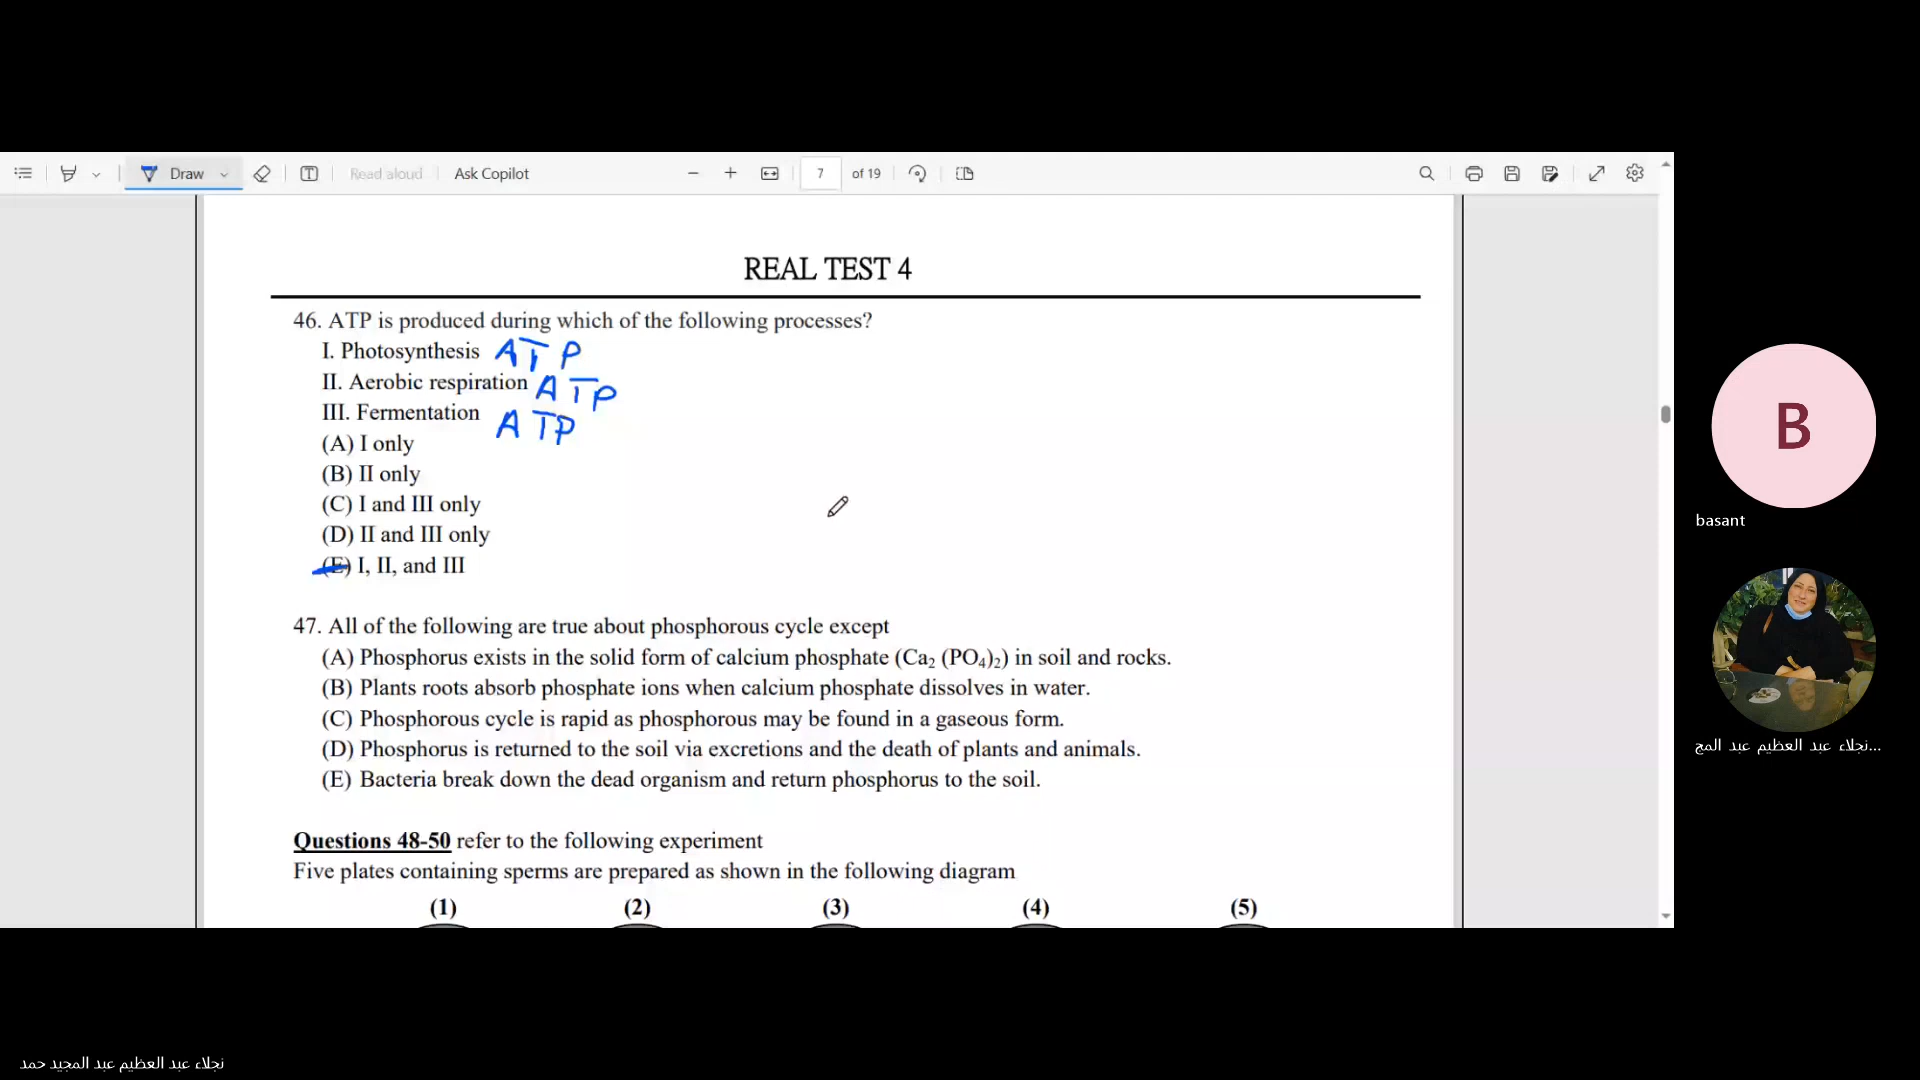 Draw
Read aloud
Ask Copilot
7 of 19
REAL TEST 4
46. ATP is produced during which of the following processes?
I. Photosynthesis ATP
II. Aerobic respiration ATP
III. Fermentation ATP
(A) I only
(B) II only
(C) I and III only
(D) II and III only
(E) I, II, and III
47. All of the following are true about phosphorous cycle except
(A) Phosphorus exists in the solid form of calcium phosphate (Ca₂ (PO₄)₂) in soil and rocks.
(B) Plants roots absorb phosphate ions when calcium phosphate dissolves in water.
(C) Phosphorous cycle is rapid as phosphorous may be found in a gaseous form.
(D) Phosphorus is returned to the soil via excretions and the death of plants and animals.
(E) Bacteria break down the dead organism and return phosphorus to the soil.
Questions 48-50 refer to the following experiment
Five plates containing sperms are prepared as shown in the following diagram
(1) (2) (3) (4) (5)
B
basant
نجلاء عبد العظيم عبد المج...
نجلاء عبد العظيم عبد المجيد حمد